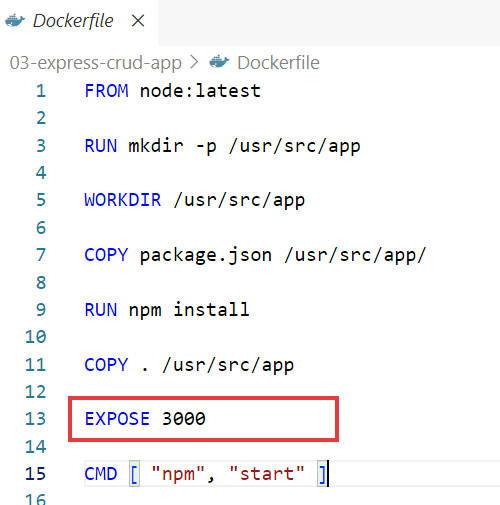 Dockerfile
03-express-crud-app > Dockerfile
1 FROM node:latest
2
3 RUN mkdir -p /usr/src/app
4
5 WORKDIR /usr/src/app
6
7 COPY package.json /usr/src/app/
8
9 RUN npm install
10
11 COPY . /usr/src/app
12
13 EXPOSE 3000
14
15 CMD [ "npm", "start" ]
16